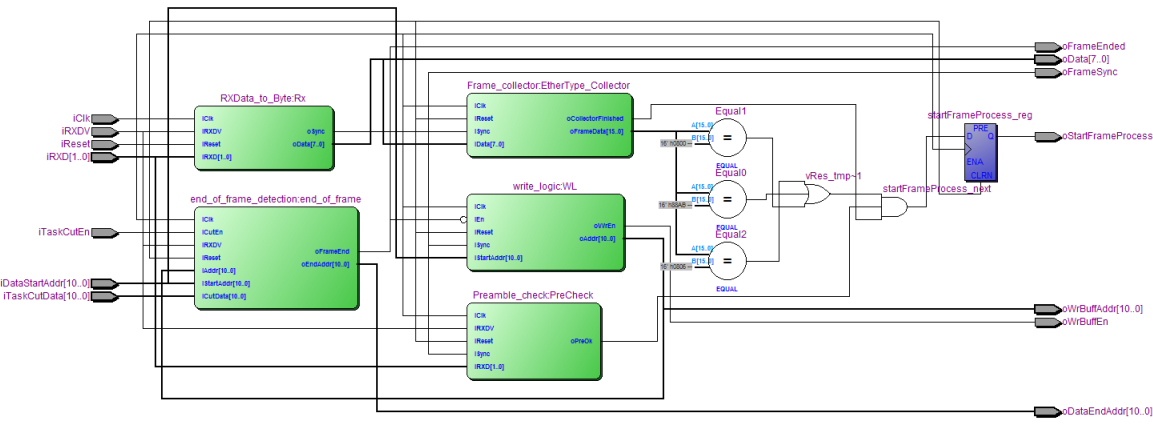 iClk
iRXDV
iReset
iRXD[1..0]
iTaskCutEn
iDataStartAddr[10..0]
iTaskCutData[10..0]
RXData_to_Byte:Rx
iClk
iRXDV
iReset
iRXD[1..0]
oSync
oData[7..0]
end_of_frame_detection:end_of_frame
iClk
iCutEn
iRXDV
iReset
iAddr[10..0]
iStartAddr[10..0]
iCutData[10..0]
oFrameEnd
oEndAddr[10..0]
Frame_collector:EtherType_Collector
iClk
iReset
iSync
iData[7..0]
oCollectorFinished
oFrameData[15..0]
write_logic:WL
iClk
iEn
iReset
iSync
iStartAddr[10..0]
oWrEn
oAddr[10..0]
Preamble_check:PreCheck
iClk
iRXDV
iReset
iSync
iRXD[1..0]
oPreOk
Equal1
A[15..0]
B[15..0]
16' h0800 --
=
EQUAL
Equal0
A[15..0]
B[15..0]
=
EQUAL
Equal2
A[15..0]
B[15..0]
16' h0806 --
=
EQUAL
vRes_tmp~1
startFrameProcess_next
startFrameProcess_reg
PRE
D
Q
ENA
CLRN
oFrameEnded
oData[7..0]
oFrameSync
oStartFrameProcess
oWrBuffAddr[10..0]
oWrBuffEn
oDataEndAddr[10..0]